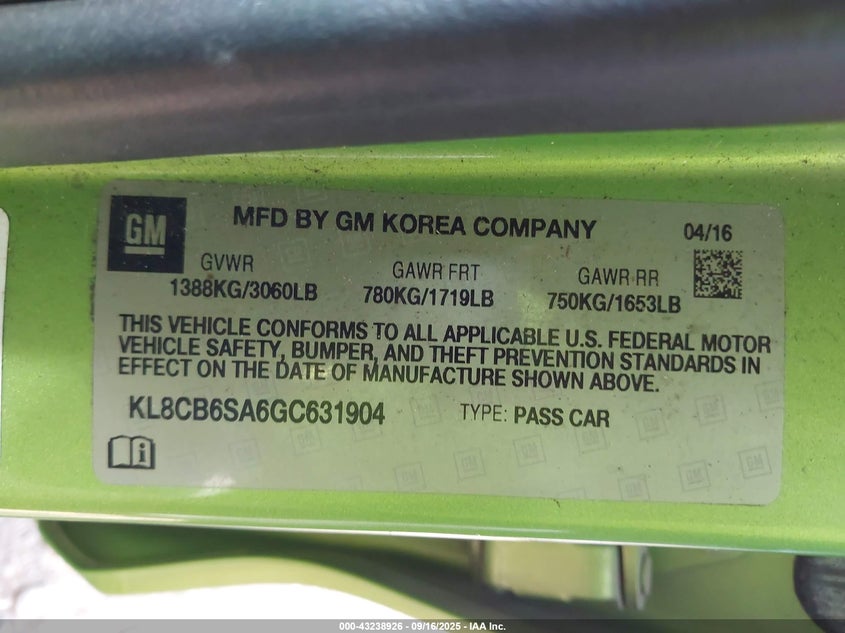 GM
MFD BY GM KOREA COMPANY
04/16
GVWR
GAWR FRT
GAWR RR
1388KG/3060LB
780KG/1719LB
750KG/1653LB
THIS VEHICLE CONFORMS TO ALL APPLICABLE U.S. FEDERAL MOTOR
VEHICLE SAFETY, BUMPER, AND THEFT PREVENTION STANDARDS IN
EFFECT ON THE DATE OF MANUFACTURE SHOWN ABOVE.
KL8CB6SA6GC631904
TYPE: PASS CAR
i
000-43238926 - 09/16/2025 - IAA Inc.